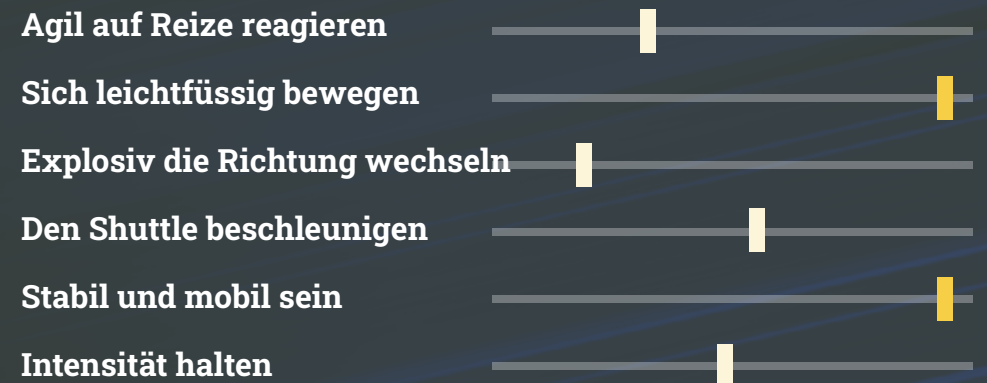 Agil auf Reize reagieren
Sich leichtfüssig bewegen
Explosiv die Richtung wechseln
Den Shuttle beschleunigen
Stabil und mobil sein
Intensität halten